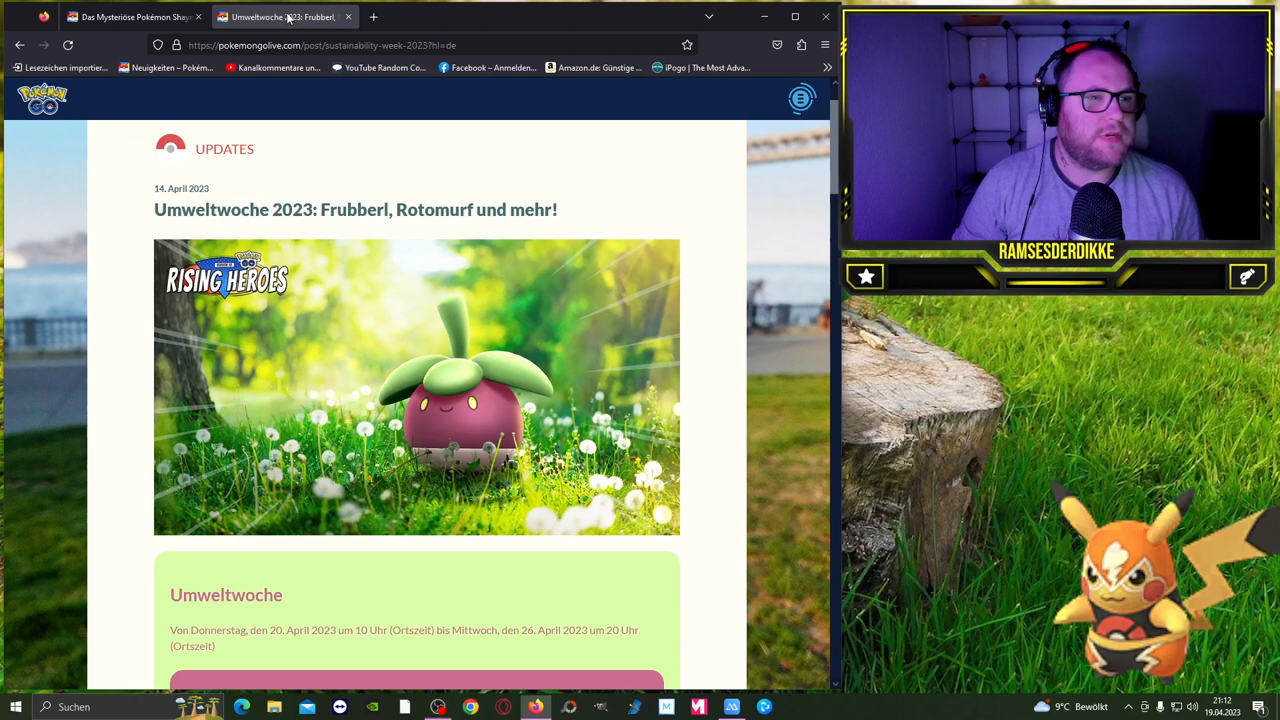 Das Mysteriöse Pokémon Shaym
Umweltwoche 2023: Frubberl,
https://pokemongolive.com/post/sustainability-week-2023?hl=de
Lesezeichen importier...
Neuigkeiten – Pokém...
Kanalkommentare un...
YouTube Random Co...
Facebook – Anmelden...
Amazon.de: Günstige ...
iPogo | The Most Adva...
POKÉMON GO
UPDATES
14. April 2023
Umweltwoche 2023: Frubberl, Rotomurf und mehr!
RISING HEROES
Umweltwoche
Von Donnerstag, den 20. April 2023 um 10 Uhr (Ortszeit) bis Mittwoch, den 26. April 2023 um 20 Uhr
(Ortszeit)
RAMSESDERDIKKE
Suchen
9°C Bewölkt
21:12
19.04.2023